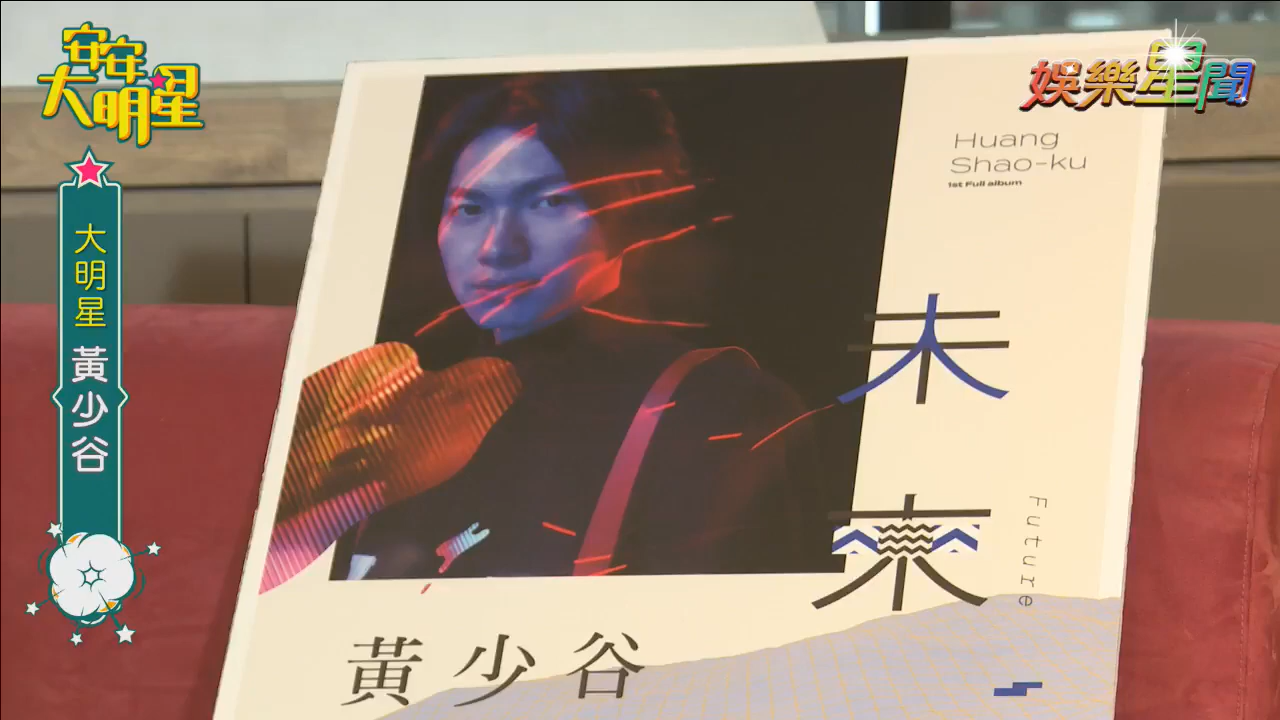 安安
大明星
娛樂星聞
大明星 黃少谷
Huang
Shao-ku
1st Full album
未來
Future
黃少谷